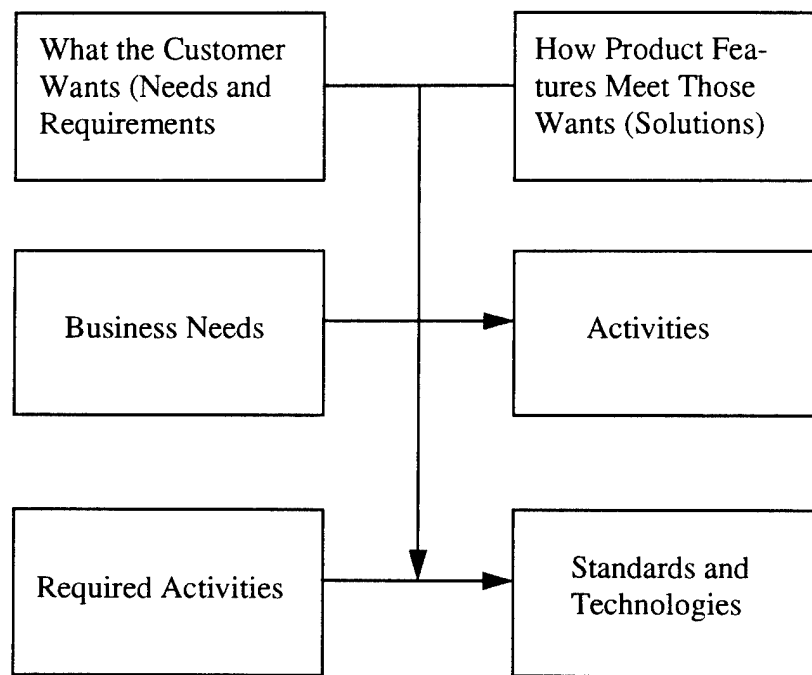 What the Customer
Wants (Needs and
Requirements
How Product Fea-
tures Meet Those
Wants (Solutions)
Business Needs
Activities
Required Activities
Standards and
Technologies